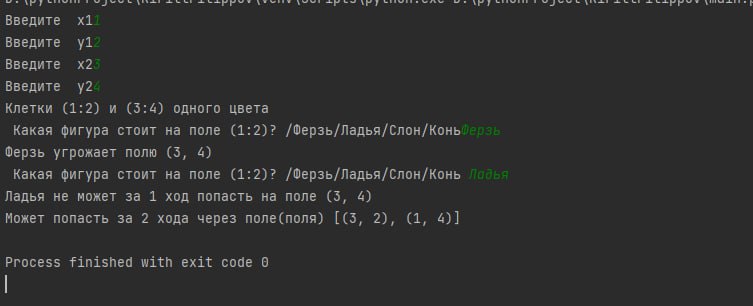 D:\pythonProject\KirillFilippov\venv\Scripts\python.exe D:\pythonProject\KirillFilippov\main.p
Введите  x11
Введите  y12
Введите  x23
Введите  y24
Клетки (1:2) и (3:4) одного цвета
 Какая фигура стоит на поле (1:2)? /Ферзь/Ладья/Слон/КоньФерзь
Ферзь угрожает полю (3, 4)
 Какая фигура стоит на поле (1:2)? /Ферзь/Ладья/Слон/Конь Ладья
Ладья не может за 1 ход попасть на поле (3, 4)
Может попасть за 2 хода через поле(поля) [(3, 2), (1, 4)]
Process finished with exit code 0